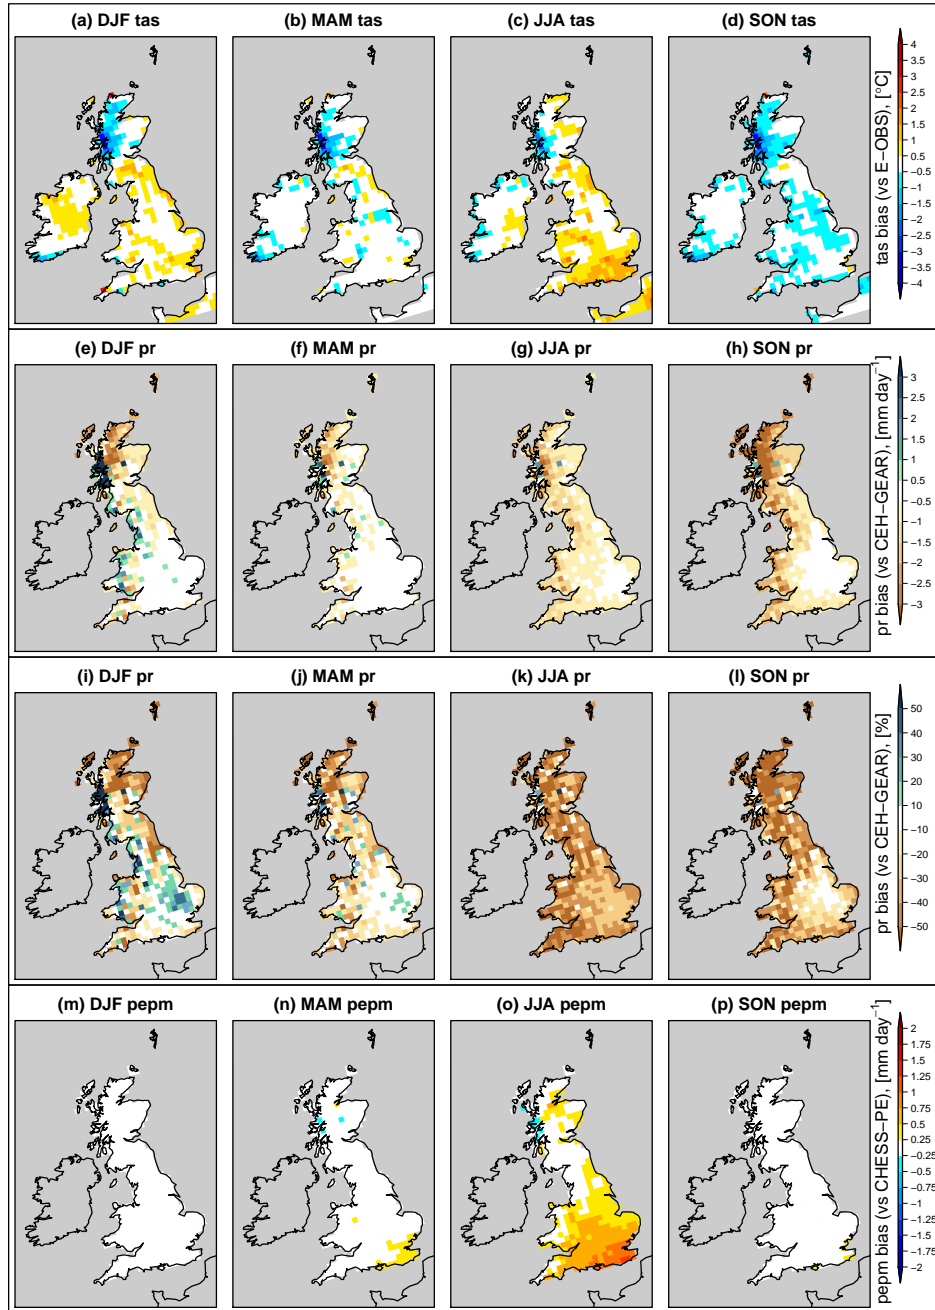 (a) DJF tas
(b) MAM tas
(c) JJA tas
(d) SON tas
4
3.5
3
2.5
2
1.5
1
0.5
−0.5
−1
−1.5
−2
−2.5
−3
−3.5
−4
tas bias (vs E−OBS), [°C]
(e) DJF pr
(f) MAM pr
(g) JJA pr
(h) SON pr
3
2.5
2
1.5
1
0.5
−0.5
−1
−1.5
−2
−2.5
−3
pr bias (vs CEH−GEAR), [mm day⁻¹]
(i) DJF pr
(j) MAM pr
(k) JJA pr
(l) SON pr
50
40
30
20
10
−10
−20
−30
−40
−50
pr bias (vs CEH−GEAR), [%]
(m) DJF pepm
(n) MAM pepm
(o) JJA pepm
(p) SON pepm
2
1.75
1.5
1.25
1
0.75
0.5
0.25
−0.25
−0.5
−0.75
−1
−1.25
−1.5
−1.75
−2
pepm bias (vs CHESS−PE), [mm day⁻¹]